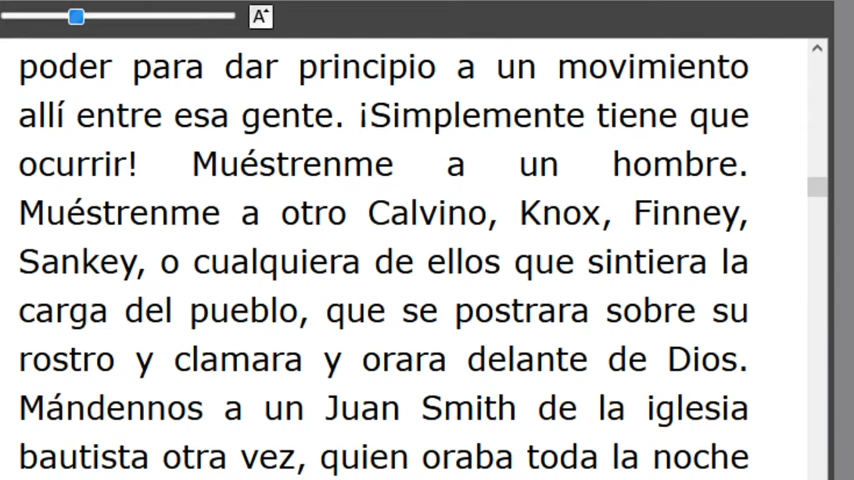 A
poder para dar principio a un movimiento
allí entre esa gente. ¡Simplemente tiene que
ocurrir! Muéstrenme a un hombre.
Muéstrenme a otro Calvino, Knox, Finney,
Sankey, o cualquiera de ellos que sintiera la
carga del pueblo, que se postrara sobre su
rostro y clamara y orara delante de Dios.
Mándennos a un Juan Smith de la iglesia
bautista otra vez, quien oraba toda la noche